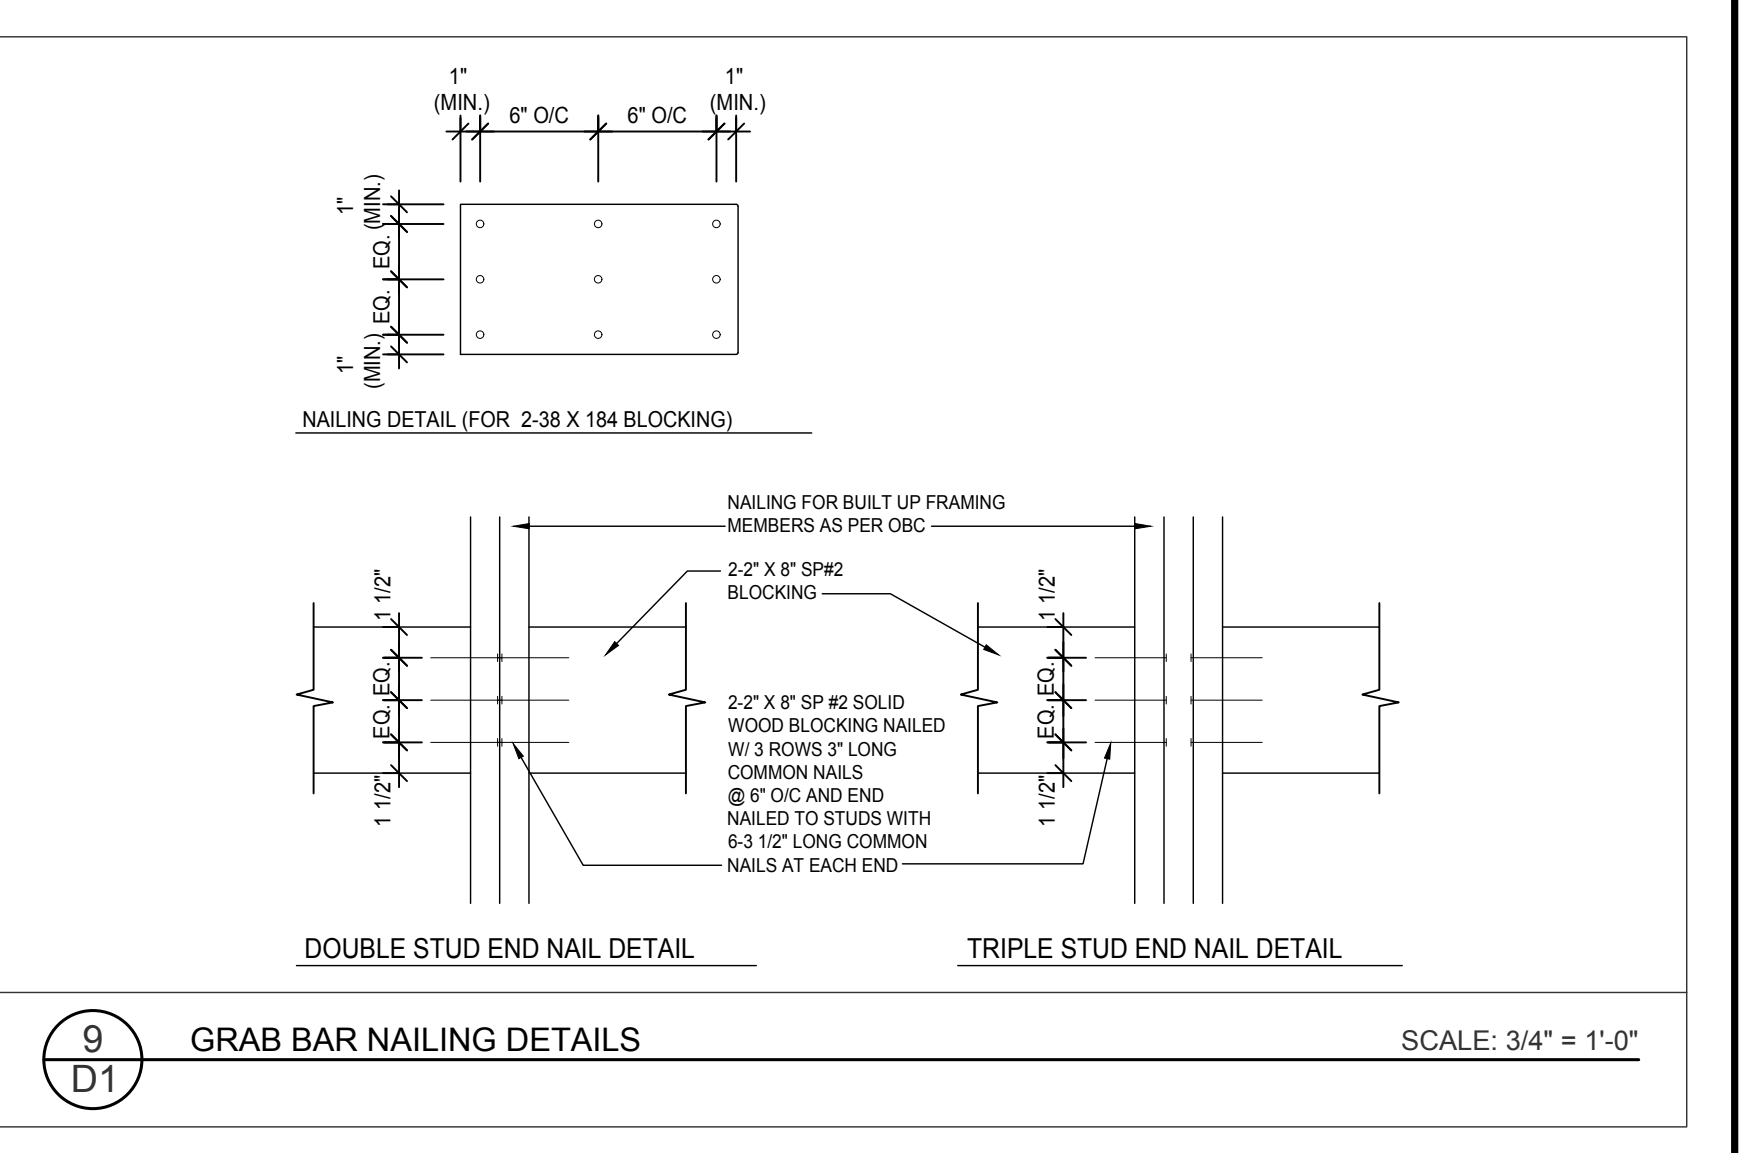 1"
(MIN.)
6" O/C
6" O/C
1"
(MIN.)
1"
(MIN.)
EQ.
EQ.
1"
(MIN.)
NAILING DETAIL (FOR 2-38 X 184 BLOCKING)
NAILING FOR BUILT UP FRAMING
MEMBERS AS PER OBC
2-2" X 8" SP#2
BLOCKING
1 1/2"
EQ.
EQ.
1 1/2"
2-2" X 8" SP #2 SOLID
WOOD BLOCKING NAILED
W/ 3 ROWS 3" LONG
COMMON NAILS
@ 6" O/C AND END
NAILED TO STUDS WITH
6-3 1/2" LONG COMMON
NAILS AT EACH END
1 1/2"
EQ.
EQ.
1 1/2"
DOUBLE STUD END NAIL DETAIL
TRIPLE STUD END NAIL DETAIL
9
D1
GRAB BAR NAILING DETAILS
SCALE: 3/4" = 1'-0"